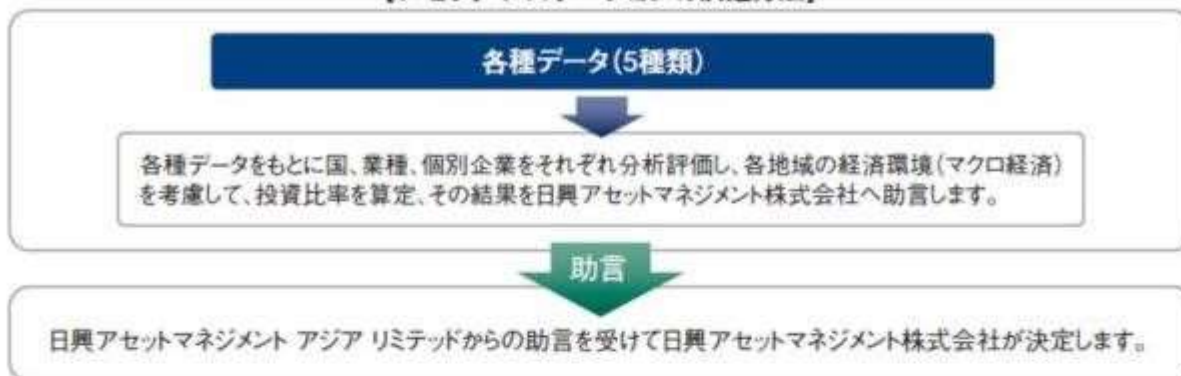 各種データ(5種類)
各種データをもとに国、業種、個別企業をそれぞれ分析評価し、各地域の経済環境(マクロ経済)
を考慮して、投資比率を算定、その結果を日興アセットマネジメント株式会社へ助言します。
助言
日興アセットマネジメント アジア リミテッドからの助言を受けて日興アセットマネジメント株式会社が決定します。